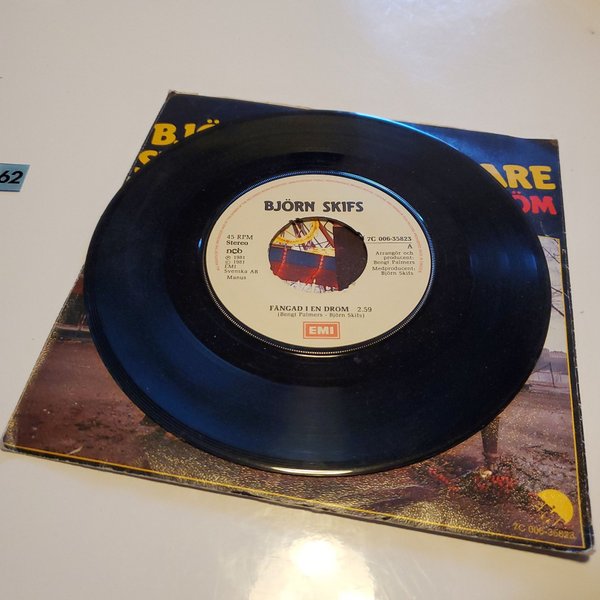 62
BJÖ
ARE
ÖM
BJÖRN SKIFS
45 RPM
Stereo
ncb
Ⓟ 1981
© 1981
EMI
Svenska AB
Manus
7C 006-35823
A
Arrangör och
producent:
Bengt Palmers
Medproducent:
Björn Skifs
FÅNGAD I EN DRÖM 2.59
(Bengt Palmers - Björn Skifs)
EMI
7C 006-35823